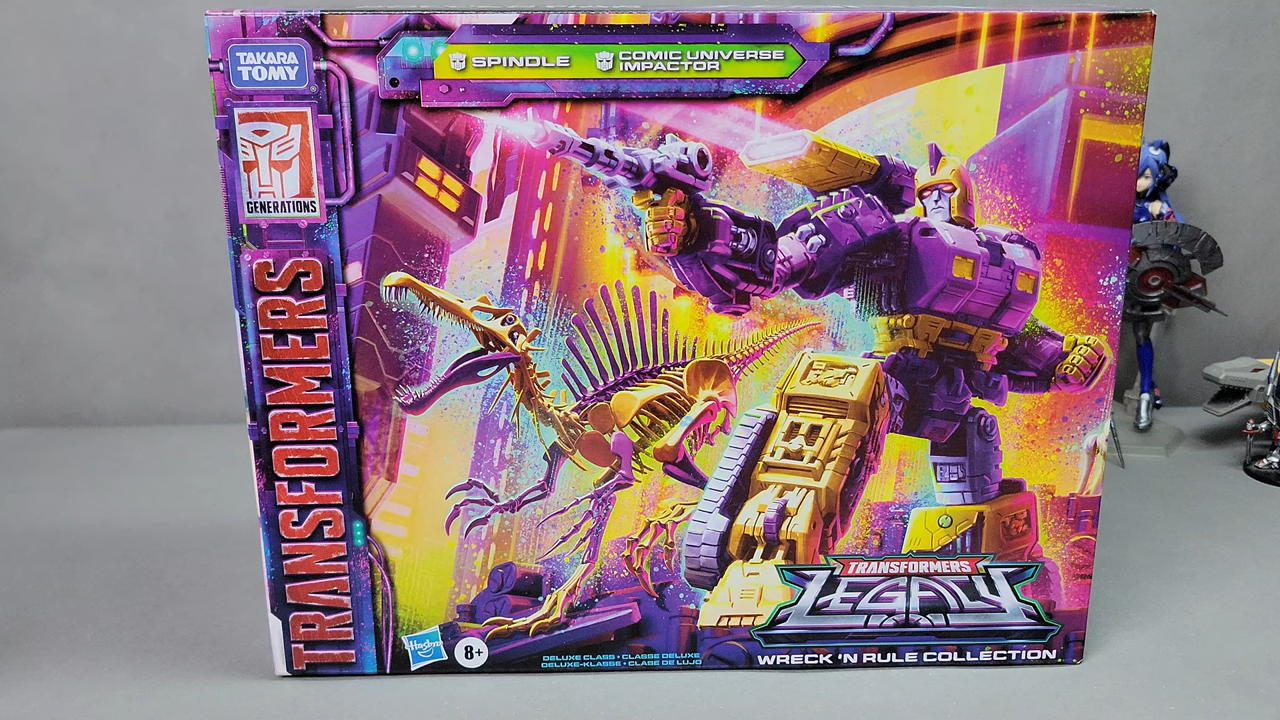 TAKARA
TOMY
GENERATIONS
TRANSFORMERS
SPINDLE
COMIC UNIVERSE
IMPACTOR
Hasbro
8+
DELUXE CLASS • CLASSE DELUXE
DELUXE-KLASSE • CLASE DE LUJO
TRANSFORMERS
LEGACY
WRECK 'N RULE COLLECTION